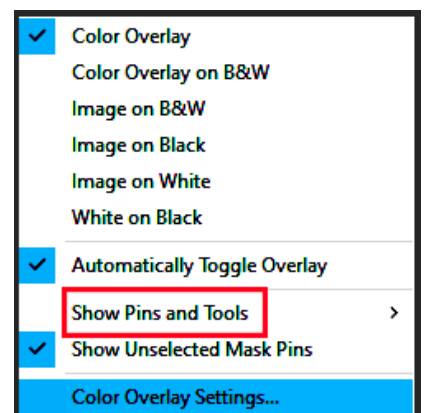 Color Overlay
Color Overlay on B&W
Image on B&W
Image on Black
Image on White
White on Black
Automatically Toggle Overlay
Show Pins and Tools
Show Unselected Mask Pins
Color Overlay Settings...